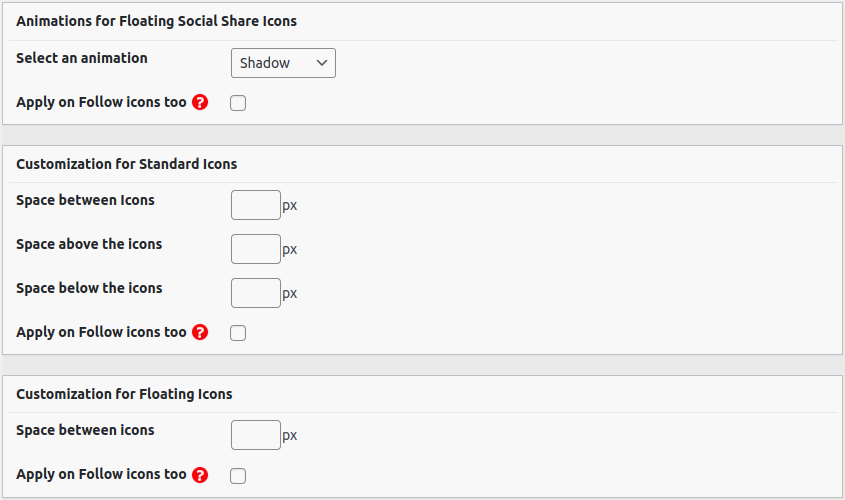 Animations for Floating Social Share Icons
Select an animation Shadow
Apply on Follow icons too ?
Customization for Standard Icons
Space between Icons px
Space above the icons px
Space below the icons px
Apply on Follow icons too ?
Customization for Floating Icons
Space between icons px
Apply on Follow icons too ?